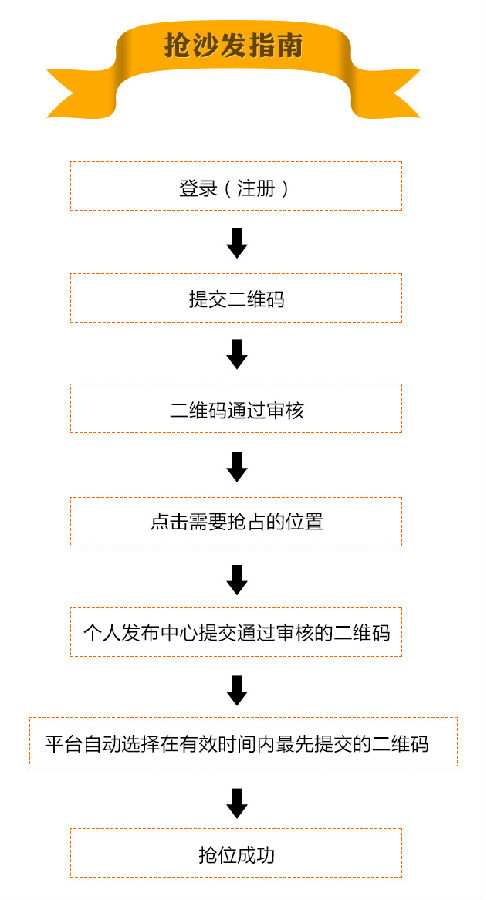 抢沙发指南
登录（注册）
提交二维码
二维码通过审核
点击需要抢占的位置
个人发布中心提交通过审核的二维码
平台自动选择在有效时间内最先提交的二维码
抢位成功